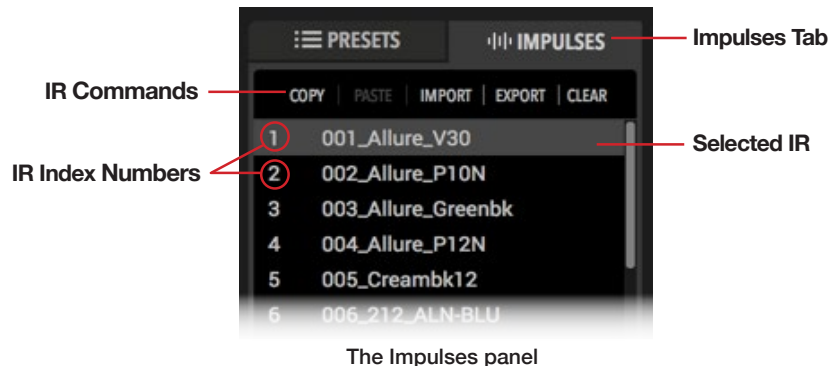 PRESETS IMPULSES Impulses Tab
IR Commands COPY | PASTE | IMPORT | EXPORT | CLEAR
1 001_Allure_V30 Selected IR
IR Index Numbers 2 002_Allure_P10N
3 003_Allure_Greenbk
4 004_Allure_P12N
5 005_Creambk12
6 006_212_ALN-BLU
The Impulses panel